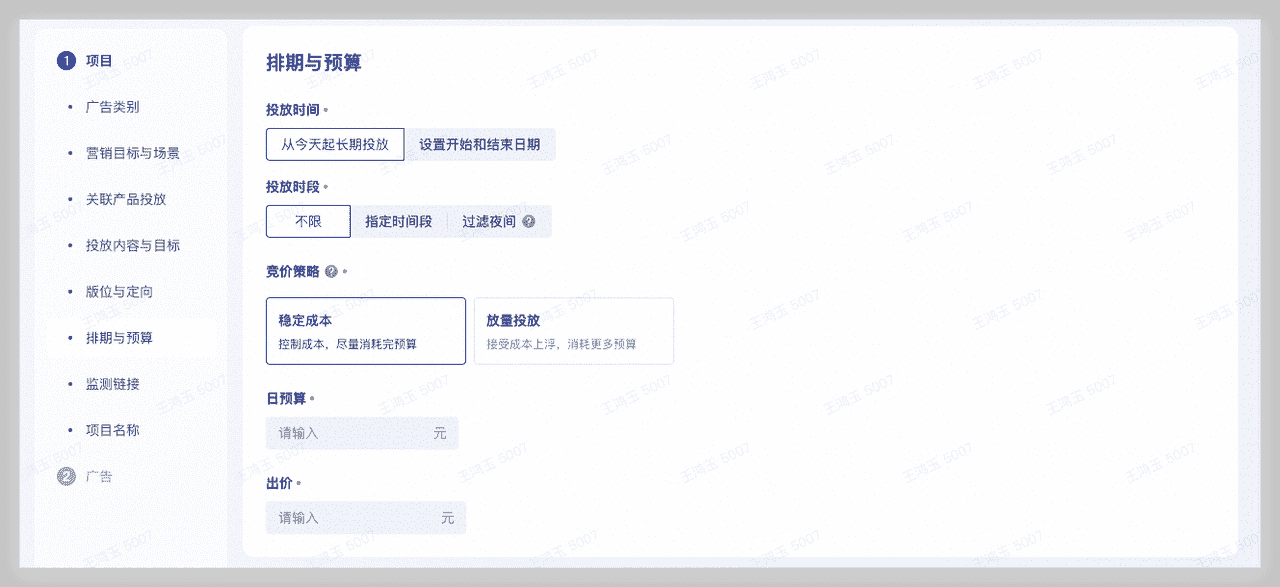 1 项目
广告类别
营销目标与场景
关联产品投放
投放内容与目标
版位与定向
排期与预算
监测链接
项目名称
2 广告
排期与预算
投放时间
从今天起长期投放 设置开始和结束日期
投放时段
不限 指定时间段 过滤夜间 ?
竞价策略 ?
稳定成本
控制成本，尽量消耗完预算
放量投放
接受成本上浮，消耗更多预算
日预算
请输入 元
出价
请输入 元
王鸿玉 5007